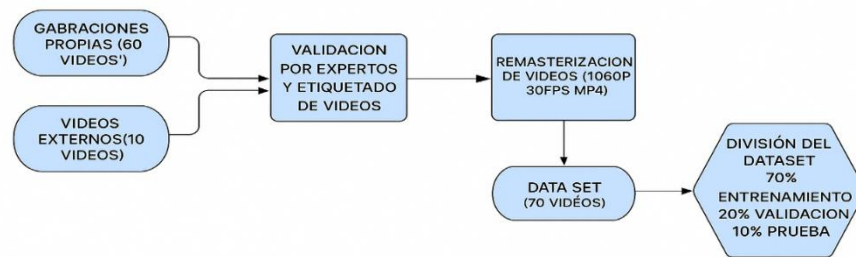 GABRACIONES
PROPIAS (60
VIDEOS')
VIDEOS
EXTERNOS(10
VIDEOS)
VALIDACION
POR EXPERTOS
Y ETIQUETADO
DE VIDEOS
REMASTERIZACION
DE VIDEOS (1060P
30FPS MP4)
DATA SET
(70 VIDÉOS)
DIVISIÓN DEL
DATASET
70%
ENTRENAMIENTO
20% VALIDACION
10% PRUEBA